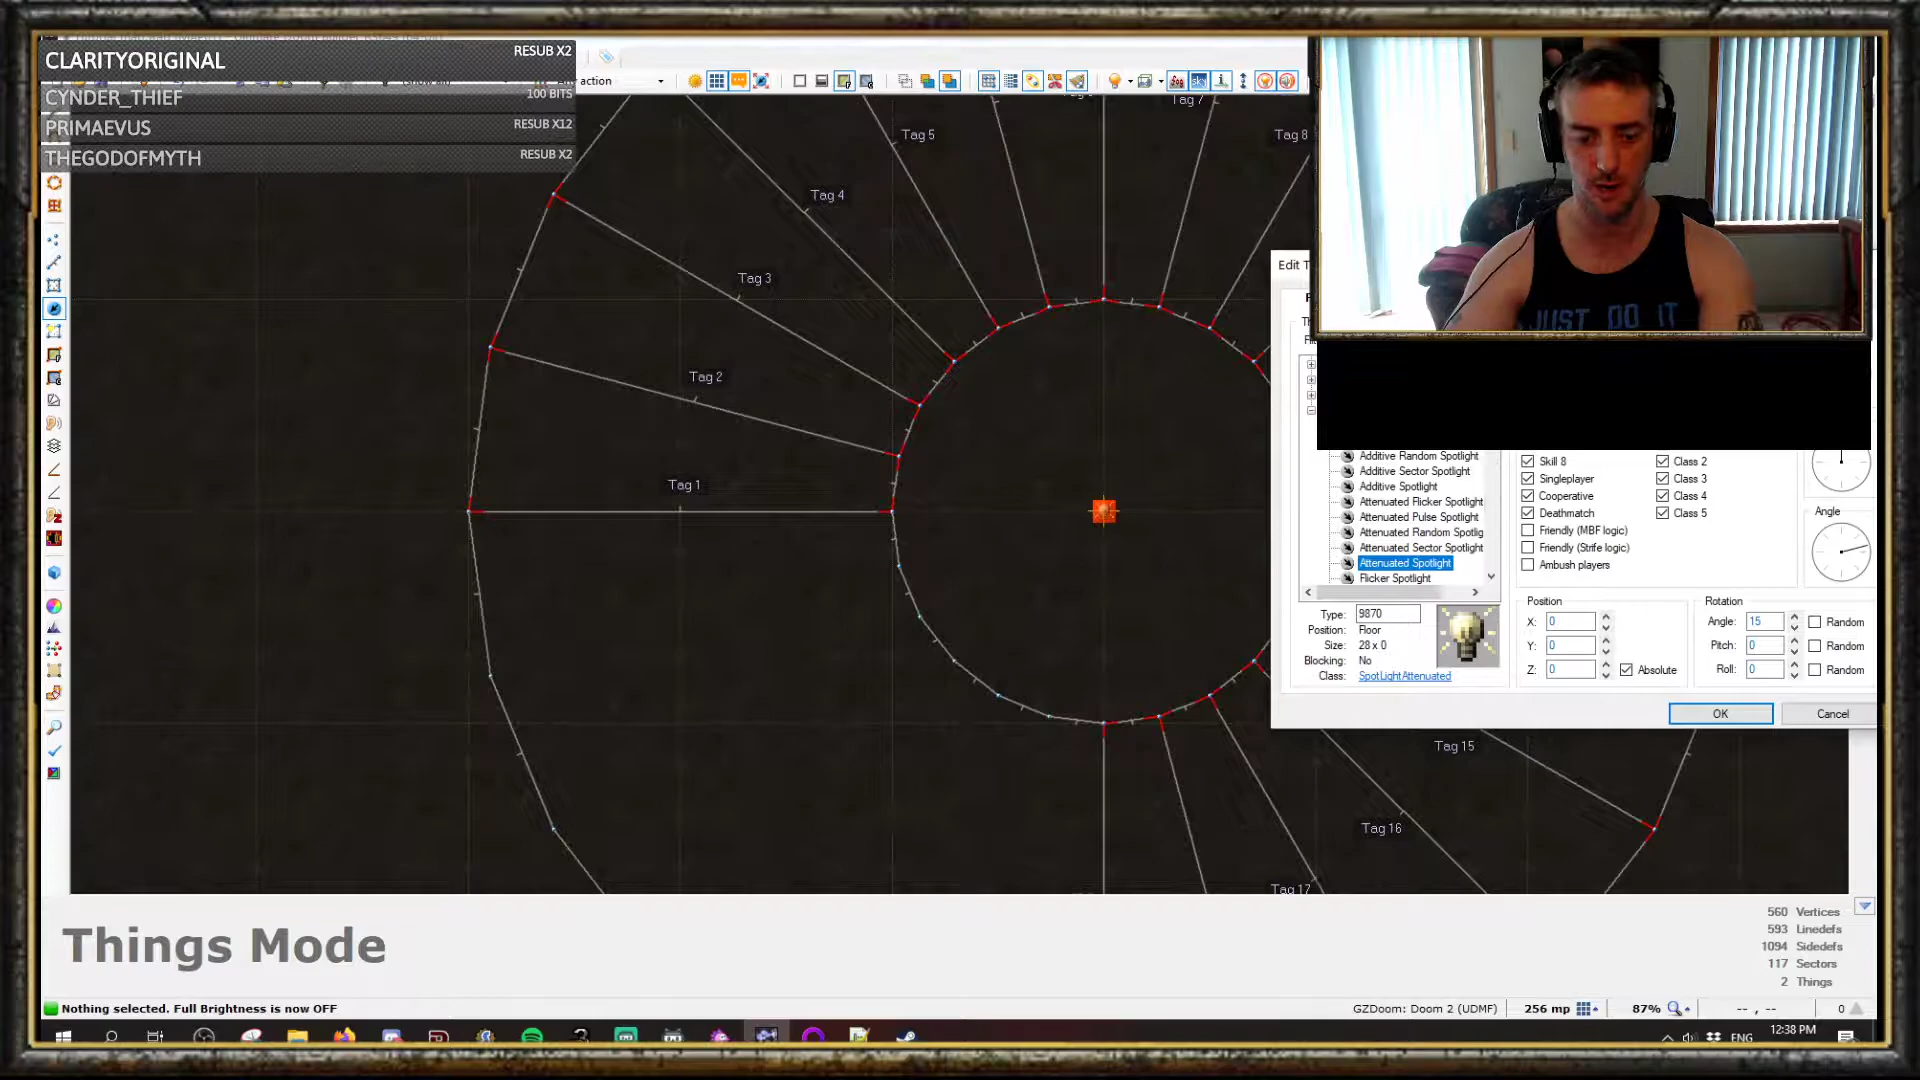 CLARITYORIGINAL RESUB X2
CYNDER_THIEF 100 BITS
PRIMAEVUS RESUB X12
THEGODOFMYTH RESUB X2
action
Tag 7
Tag 5
Tag 8
Tag 4
Tag 3
Tag 2
Tag 1
Tag 15
Tag 16
Tag 17
JUST DO IT
Edit T
Additive Random Spotlight
Additive Sector Spotlight
Additive Spotlight
Attenuated Flicker Spotlight
Attenuated Pulse Spotlight
Attenuated Random Spotlig
Attenuated Sector Spotlight
Attenuated Spotlight
Flicker Spotlight
Type: 9870
Position: Floor
Size: 28 x 0
Blocking: No
Class: SpotLightAttenuated
Skill 8
Singleplayer
Cooperative
Deathmatch
Friendly (MBF logic)
Friendly (Strife logic)
Ambush players
Class 2
Class 3
Class 4
Class 5
Angle
Position
X: 0
Y: 0
Z: 0
Absolute
Rotation
Angle: 15 Random
Pitch: 0 Random
Roll: 0 Random
OK
Cancel
Things Mode
560 Vertices
593 Linedefs
1094 Sidedefs
117 Sectors
2 Things
Nothing selected. Full Brightness is now OFF
GZDoom: Doom 2 (UDMF)
256 mp
87%
-- , --
0
ENG
12:38 PM